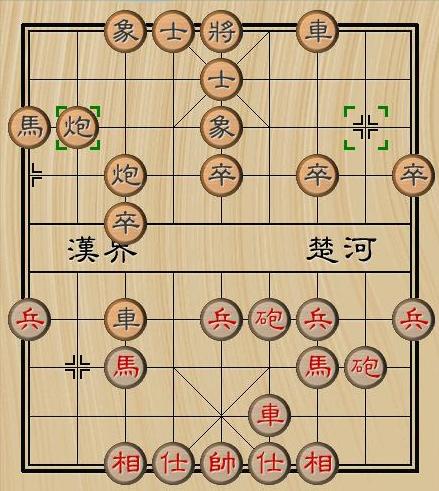 象士將車
士
馬炮象
炮卒卒卒
卒
漢界 楚河
兵車兵砲兵兵
馬馬砲
車
相仕帥仕相